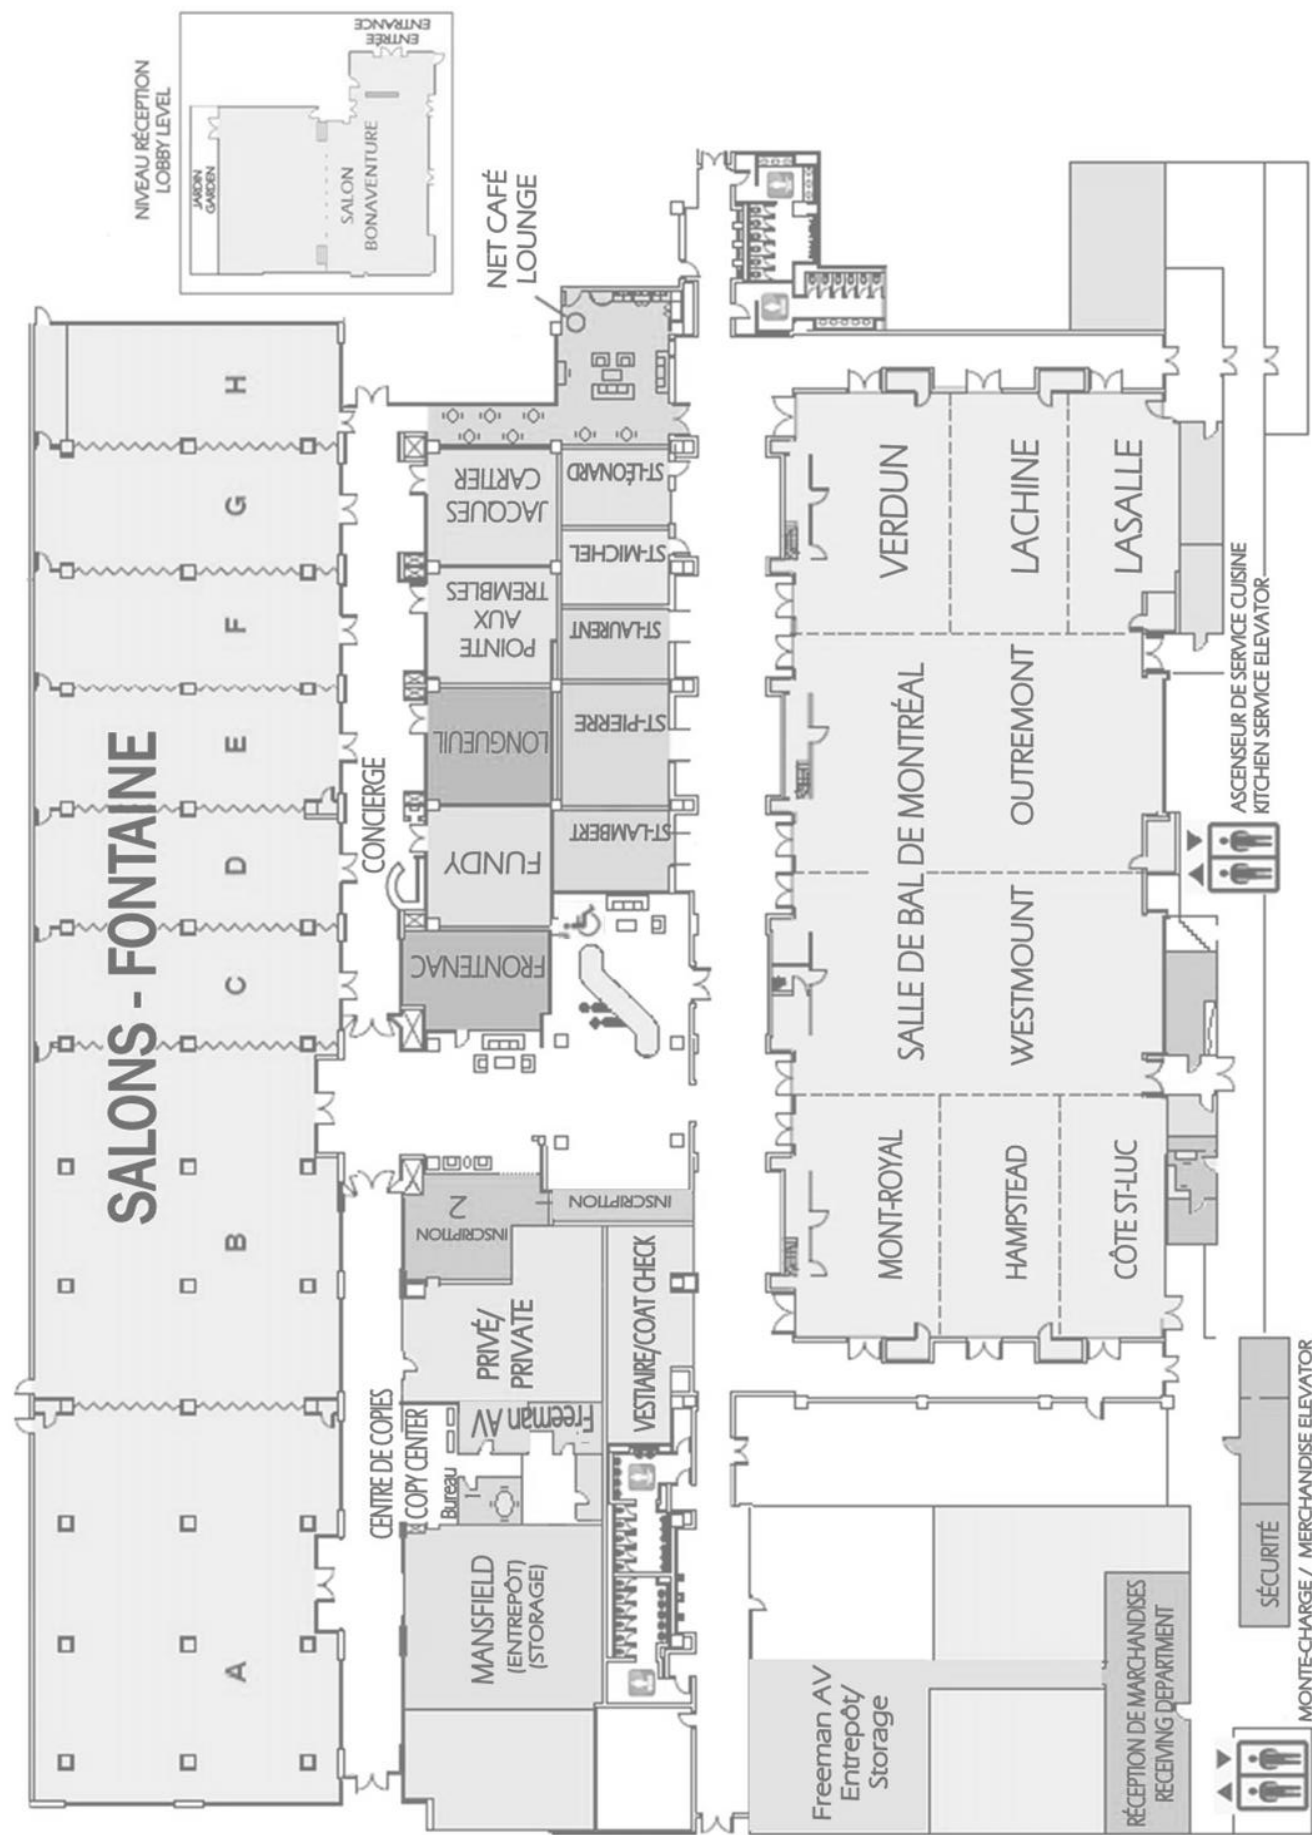 NIVEAU RÉCEPTION
LOBBY LEVEL
JARDIN
GARDEN
SALON
BONAVENTURE
ENTRÉE
ENTRANCE
SALONS - FONTAINE
A
B
C
D
E
F
G
H
CENTRE DE COPIES
COPY CENTER
CONCIERGE
NET CAFÉ
LOUNGE
MANSFIELD
(ENTREPÔT)
(STORAGE)
Bureau
1
Freeman AV
PRIVÉ/
PRIVATE
INSCRIPTION
2
INSCRIPTION
VESTIAIRE/COAT CHECK
FRONTENAC
FUNDY
LONGUEUIL
POINTE
AUX
TREMBLES
JACQUES
CARTIER
ST-LAMBERT
ST-PIERRE
ST-LAURENT
ST-MICHEL
ST-LÉONARD
SALLE DE BAL DE MONTRÉAL
MONT-ROYAL
HAMPSTEAD
CÔTE ST-LUC
WESTMOUNT
OUTREMONT
VERDUN
LACHINE
LASALLE
Freeman AV
Entrepôt/
Storage
RÉCEPTION DE MARCHANDISES
RECEIVING DEPARTMENT
SÉCURITÉ
ASCENSEUR DE SERVICE CUISINE
KITCHEN SERVICE ELEVATOR
MONTE-CHARGE / MERCHANDISE ELEVATOR